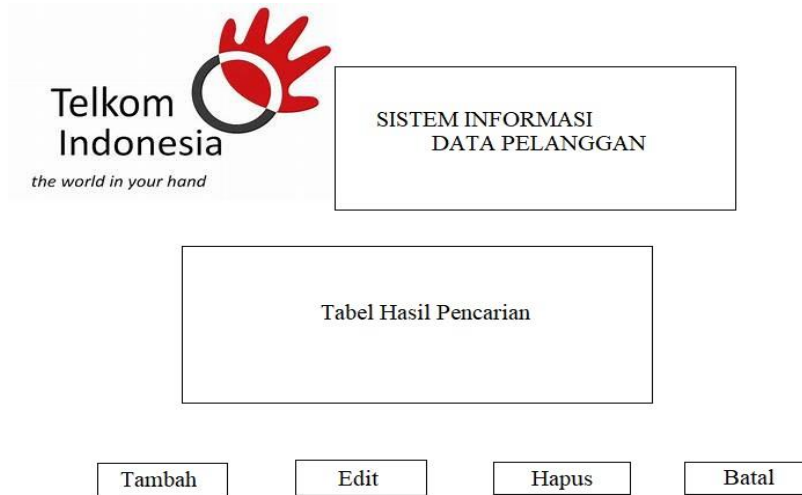 Telkom
Indonesia
the world in your hand
SISTEM INFORMASI
DATA PELANGGAN
Tabel Hasil Pencarian
Tambah
Edit
Hapus
Batal